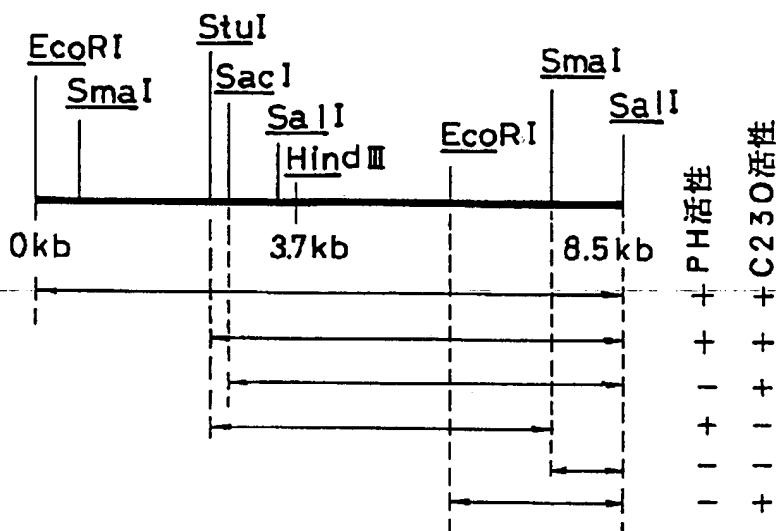 EcoRI
SmaI
StuI
SacI
SalI
HindIII
EcoRI
SmaI
SalI
0kb
3.7kb
8.5kb
PH活性
C23O活性
+ +
+ +
- +
+ -
- -
- +